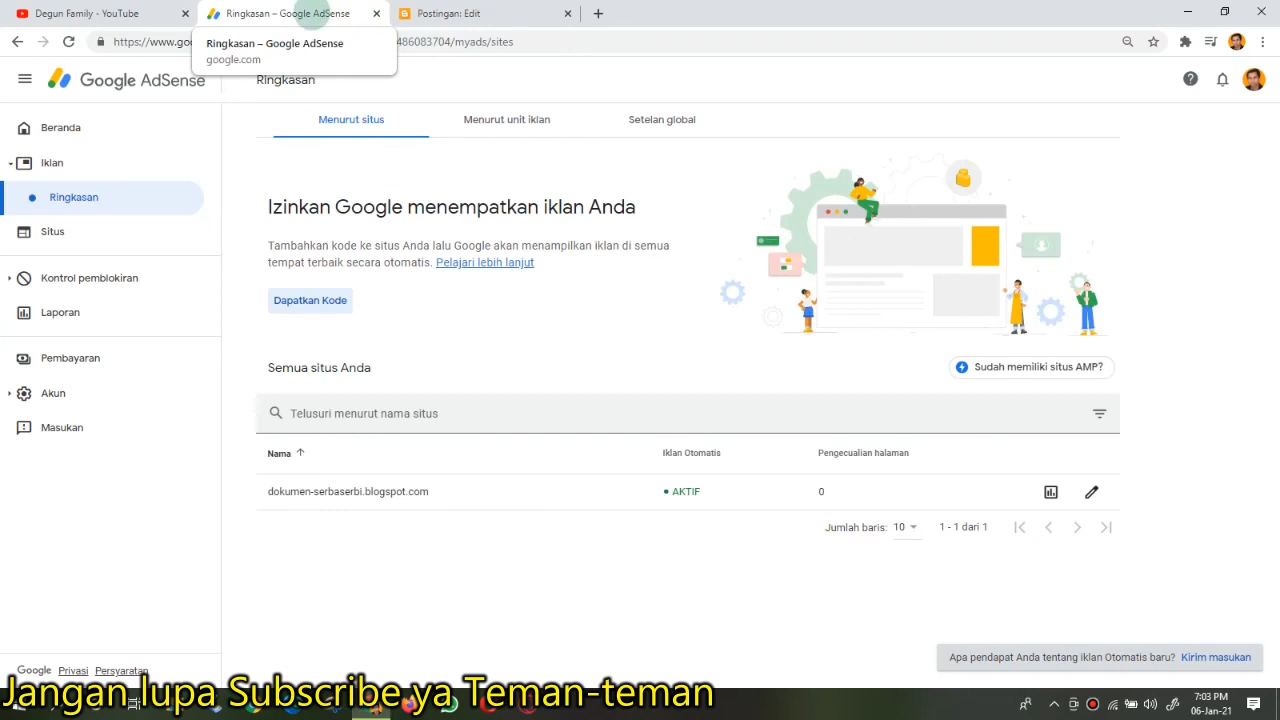 Degun Family - YouTube
Ringkasan – Google AdSense
Postingan: Edit
https://www.goo
486083704/myads/sites
Ringkasan – Google AdSense
google.com
Google AdSense
Ringkasan
Beranda
Iklan
Ringkasan
Situs
Kontrol pemblokiran
Laporan
Pembayaran
Akun
Masukan
Menurut situs
Menurut unit iklan
Setelan global
Izinkan Google menempatkan iklan Anda
Tambahkan kode ke situs Anda lalu Google akan menampilkan iklan di semua
tempat terbaik secara otomatis. Pelajari lebih lanjut
Dapatkan Kode
Semua situs Anda
Sudah memiliki situs AMP?
Telusuri menurut nama situs
Nama
Iklan Otomatis
Pengecualian halaman
dokumen-serbaserbi.blogspot.com
AKTIF
0
Jumlah baris: 10
1 - 1 dari 1
Apa pendapat Anda tentang iklan Otomatis baru? Kirim masukan
Google Privasi Persyaratan
Jangan lupa Subscribe ya Teman-teman
7:03 PM
06-Jan-21